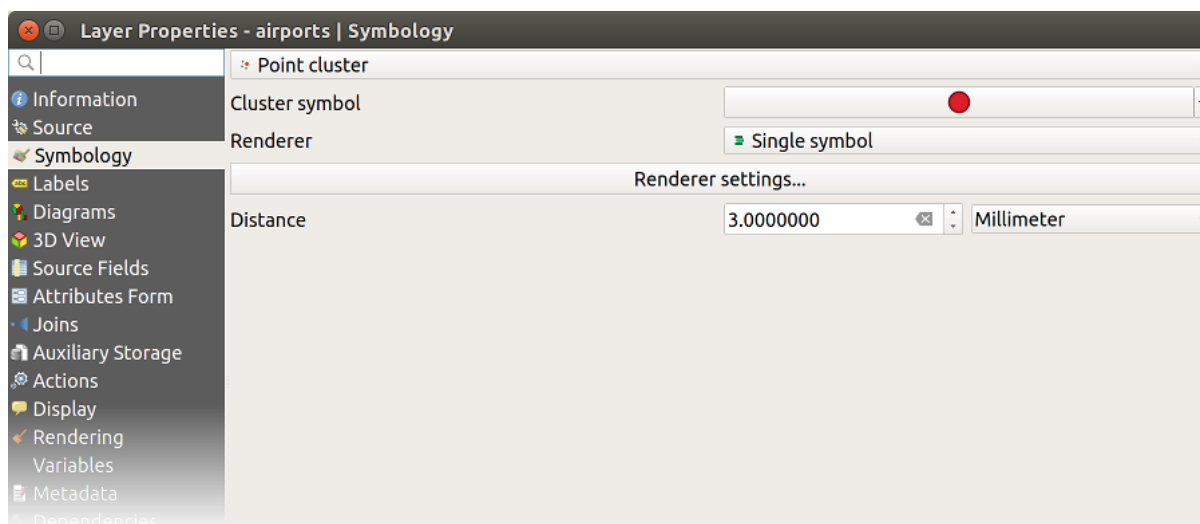 Layer Properties - airports | Symbology
Point cluster
Information
Source
Symbology
Labels
Diagrams
3D View
Source Fields
Attributes Form
Joins
Auxiliary Storage
Actions
Display
Rendering
Variables
Metadata
Dependencies
Cluster symbol
Renderer
Single symbol
Renderer settings...
Distance
3.0000000
Millimeter